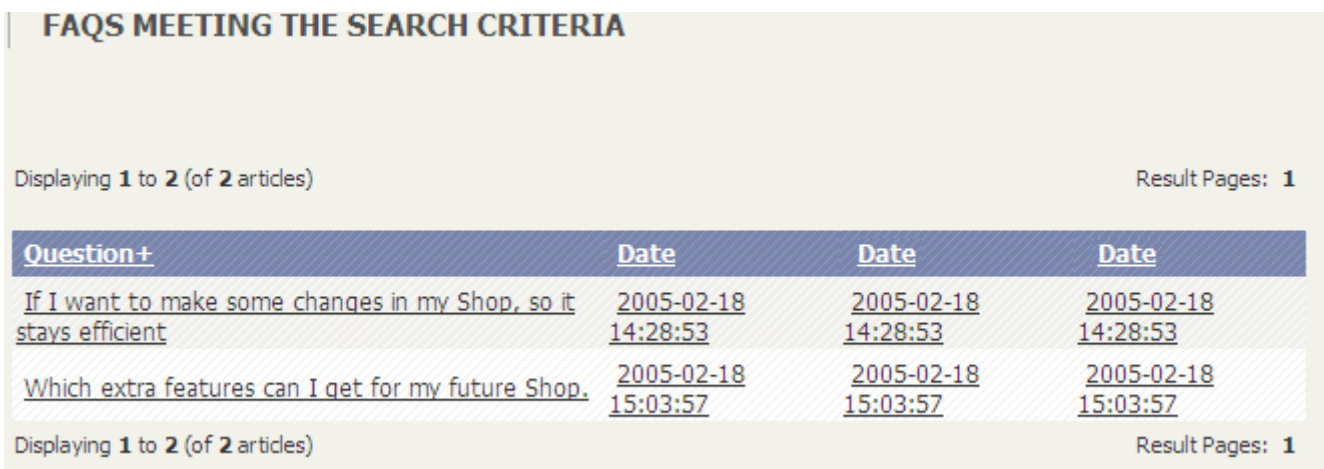 FAQS MEETING THE SEARCH CRITERIA
Displaying 1 to 2 (of 2 articles) Result Pages: 1
Question+ Date Date Date
If I want to make some changes in my Shop, so it 2005-02-18 2005-02-18 2005-02-18
stays efficient 14:28:53 14:28:53 14:28:53
Which extra features can I get for my future Shop. 2005-02-18 2005-02-18 2005-02-18
15:03:57 15:03:57 15:03:57
Displaying 1 to 2 (of 2 articles) Result Pages: 1